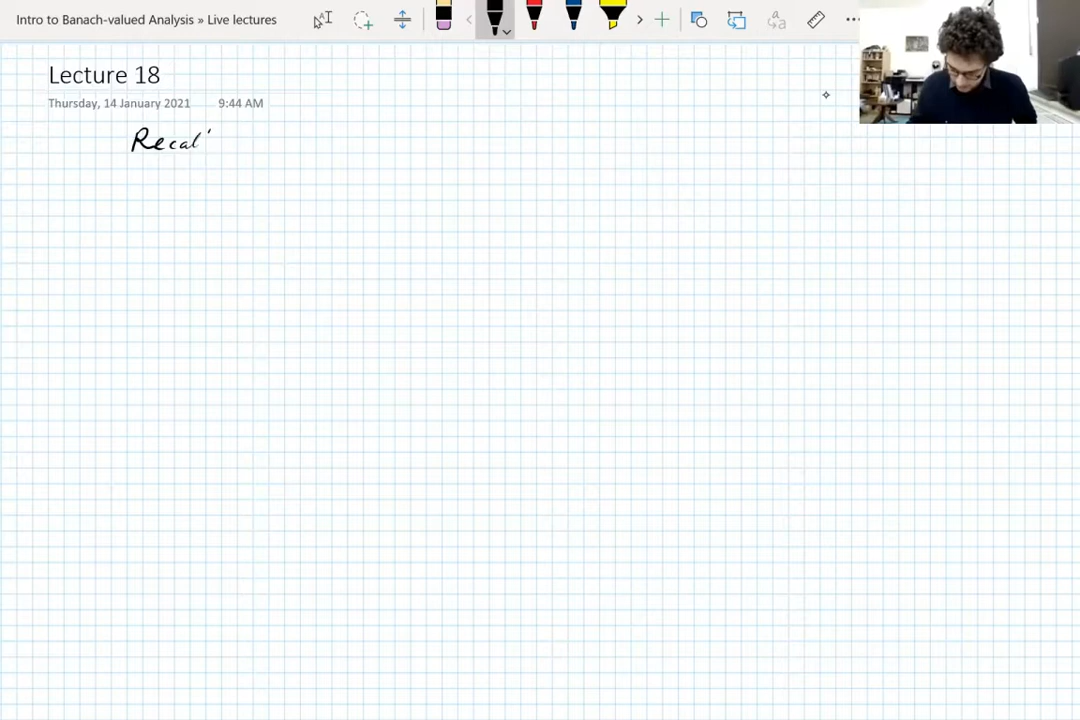 Intro to Banach-valued Analysis » Live lectures
Lecture 18
Thursday, 14 January 2021 9:44 AM
Recal